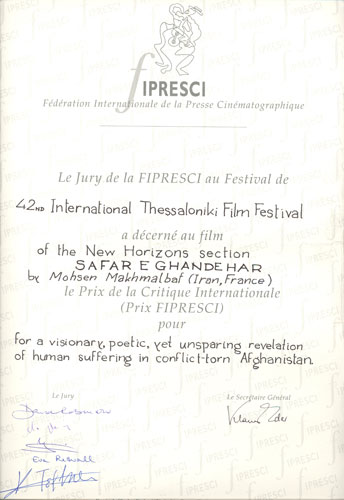 fIPRESCI
Fédération Internationale de la Presse Cinématographique
Le Jury de la FIPRESCI au Festival de
42ND International Thessaloniki Film Festival
a décerné au film
of the New Horizons section
SAFAR E GHANDEHAR
by Mohsen Makhmalbaf (Iran, France)
le Prix de la Critique Internationale
(Prix FIPRESCI)
pour
for a visionary, poetic, yet unsparing revelation
of human suffering in conflict-torn Afghanistan.
Le Jury
Le Secrétaire Général